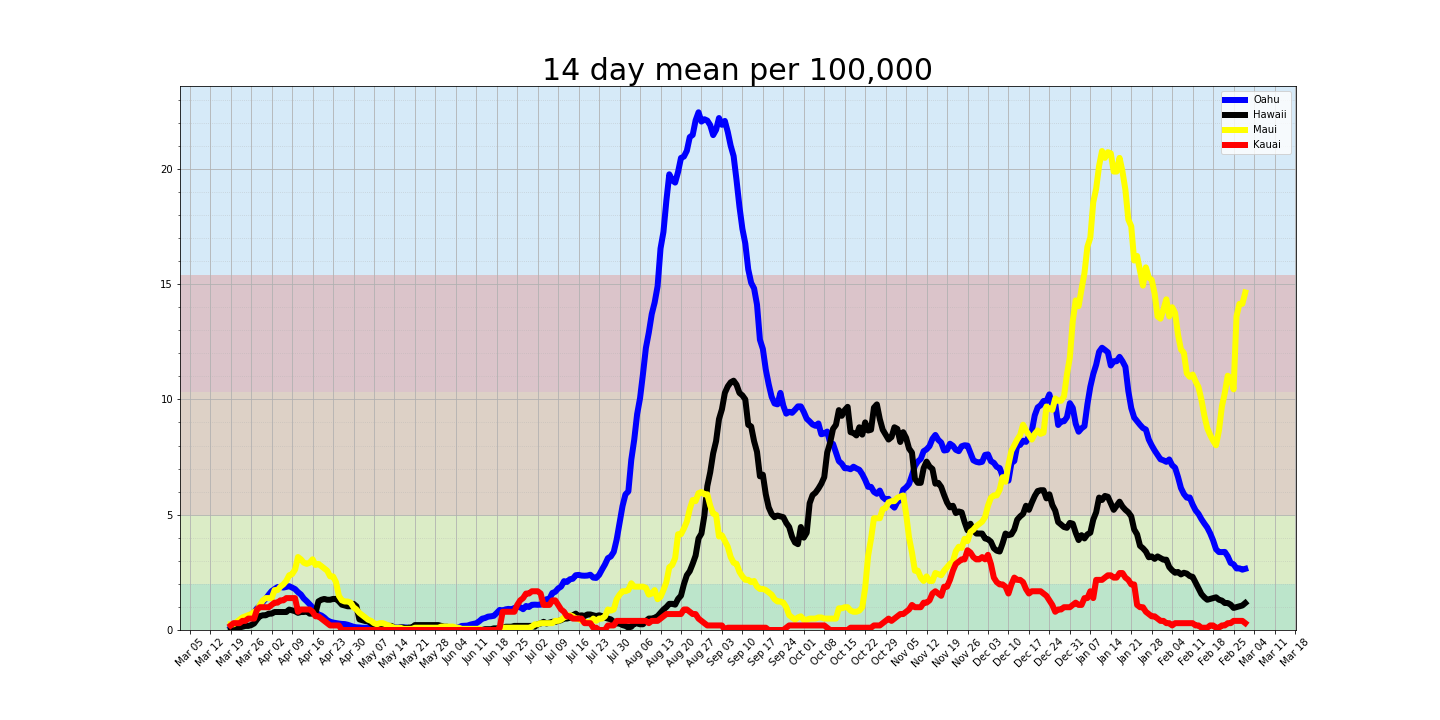 14 day mean per 100,000
Oahu
Hawaii
Maui
Kauai
20
15
10
5
0
Mar 05
Mar 12
Mar 19
Mar 26
Apr 02
Apr 09
Apr 16
Apr 23
Apr 30
May 07
May 14
May 21
May 28
Jun 04
Jun 11
Jun 18
Jun 25
Jul 02
Jul 09
Jul 16
Jul 23
Jul 30
Aug 06
Aug 13
Aug 20
Aug 27
Sep 03
Sep 10
Sep 17
Sep 24
Oct 01
Oct 08
Oct 15
Oct 22
Oct 29
Nov 05
Nov 12
Nov 19
Nov 26
Dec 03
Dec 10
Dec 17
Dec 24
Dec 31
Jan 07
Jan 14
Jan 21
Jan 28
Feb 04
Feb 11
Feb 18
Feb 25
Mar 04
Mar 11
Mar 18